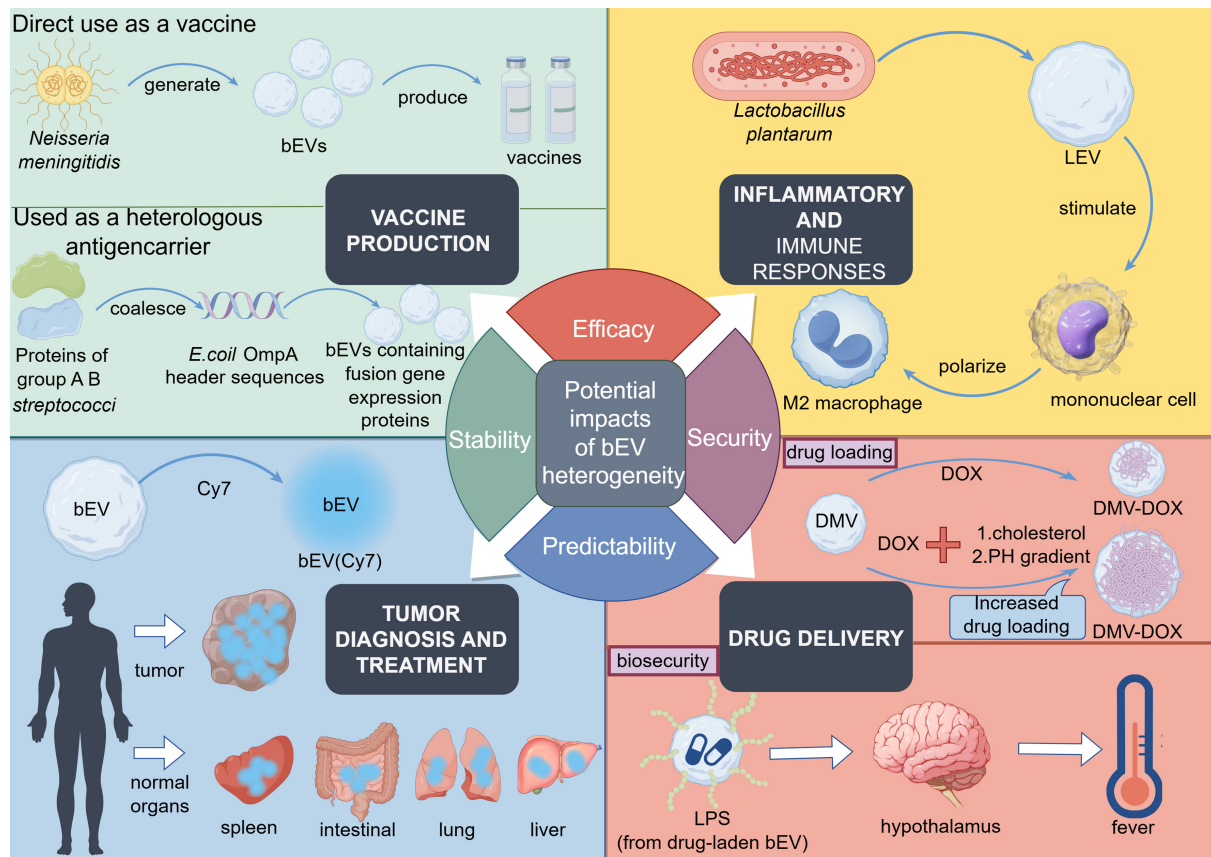 Direct use as a vaccine
generate
produce
Neisseria
meningitidis
bEVs
vaccines
Used as a heterologous
antigencarrier
VACCINE
PRODUCTION
coalesce
Proteins of
group A B
streptococci
E.coil OmpA
header sequences
bEVs containing
fusion gene
expression
proteins
Lactobacillus
plantarum
LEV
stimulate
INFLAMMATORY
AND
IMMUNE
RESPONSES
polarize
M2 macrophage
mononuclear cell
Efficacy
Stability
Potential
impacts
of bEV
heterogeneity
Security
Predictability
bEV
Cy7
bEV
bEV(Cy7)
TUMOR
DIAGNOSIS AND
TREATMENT
tumor
normal
organs
spleen
intestinal
lung
liver
drug loading
DOX
DMV
DMV-DOX
DOX
1.cholesterol
2.PH gradient
Increased
drug loading
DMV-DOX
DRUG DELIVERY
biosecurity
LPS
(from drug-laden bEV)
hypothalamus
fever